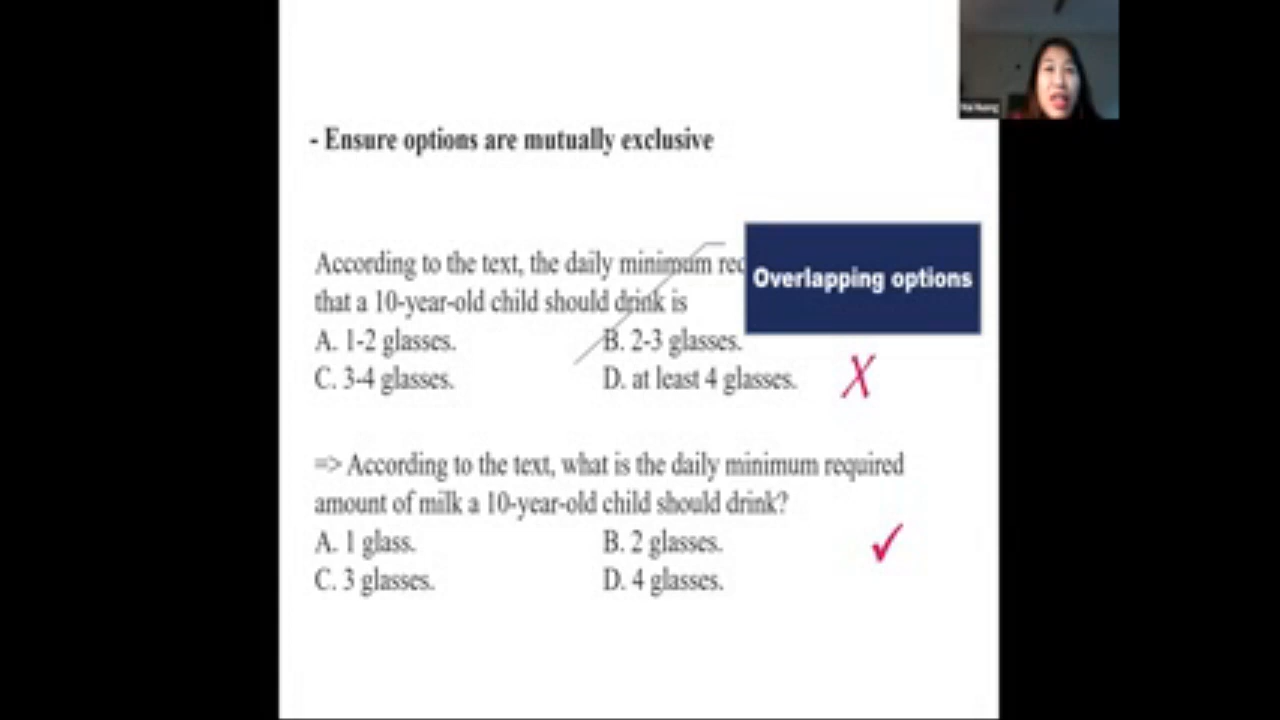 - Ensure options are mutually exclusive
According to the text, the daily minimum
Overlapping options
that a 10-year-old child should drink is
A. 1-2 glasses. B. 2-3 glasses.
C. 3-4 glasses. D. at least 4 glasses. X
=> According to the text, what is the daily minimum required
amount of milk a 10-year-old child should drink?
A. 1 glass. B. 2 glasses.
C. 3 glasses. D. 4 glasses.